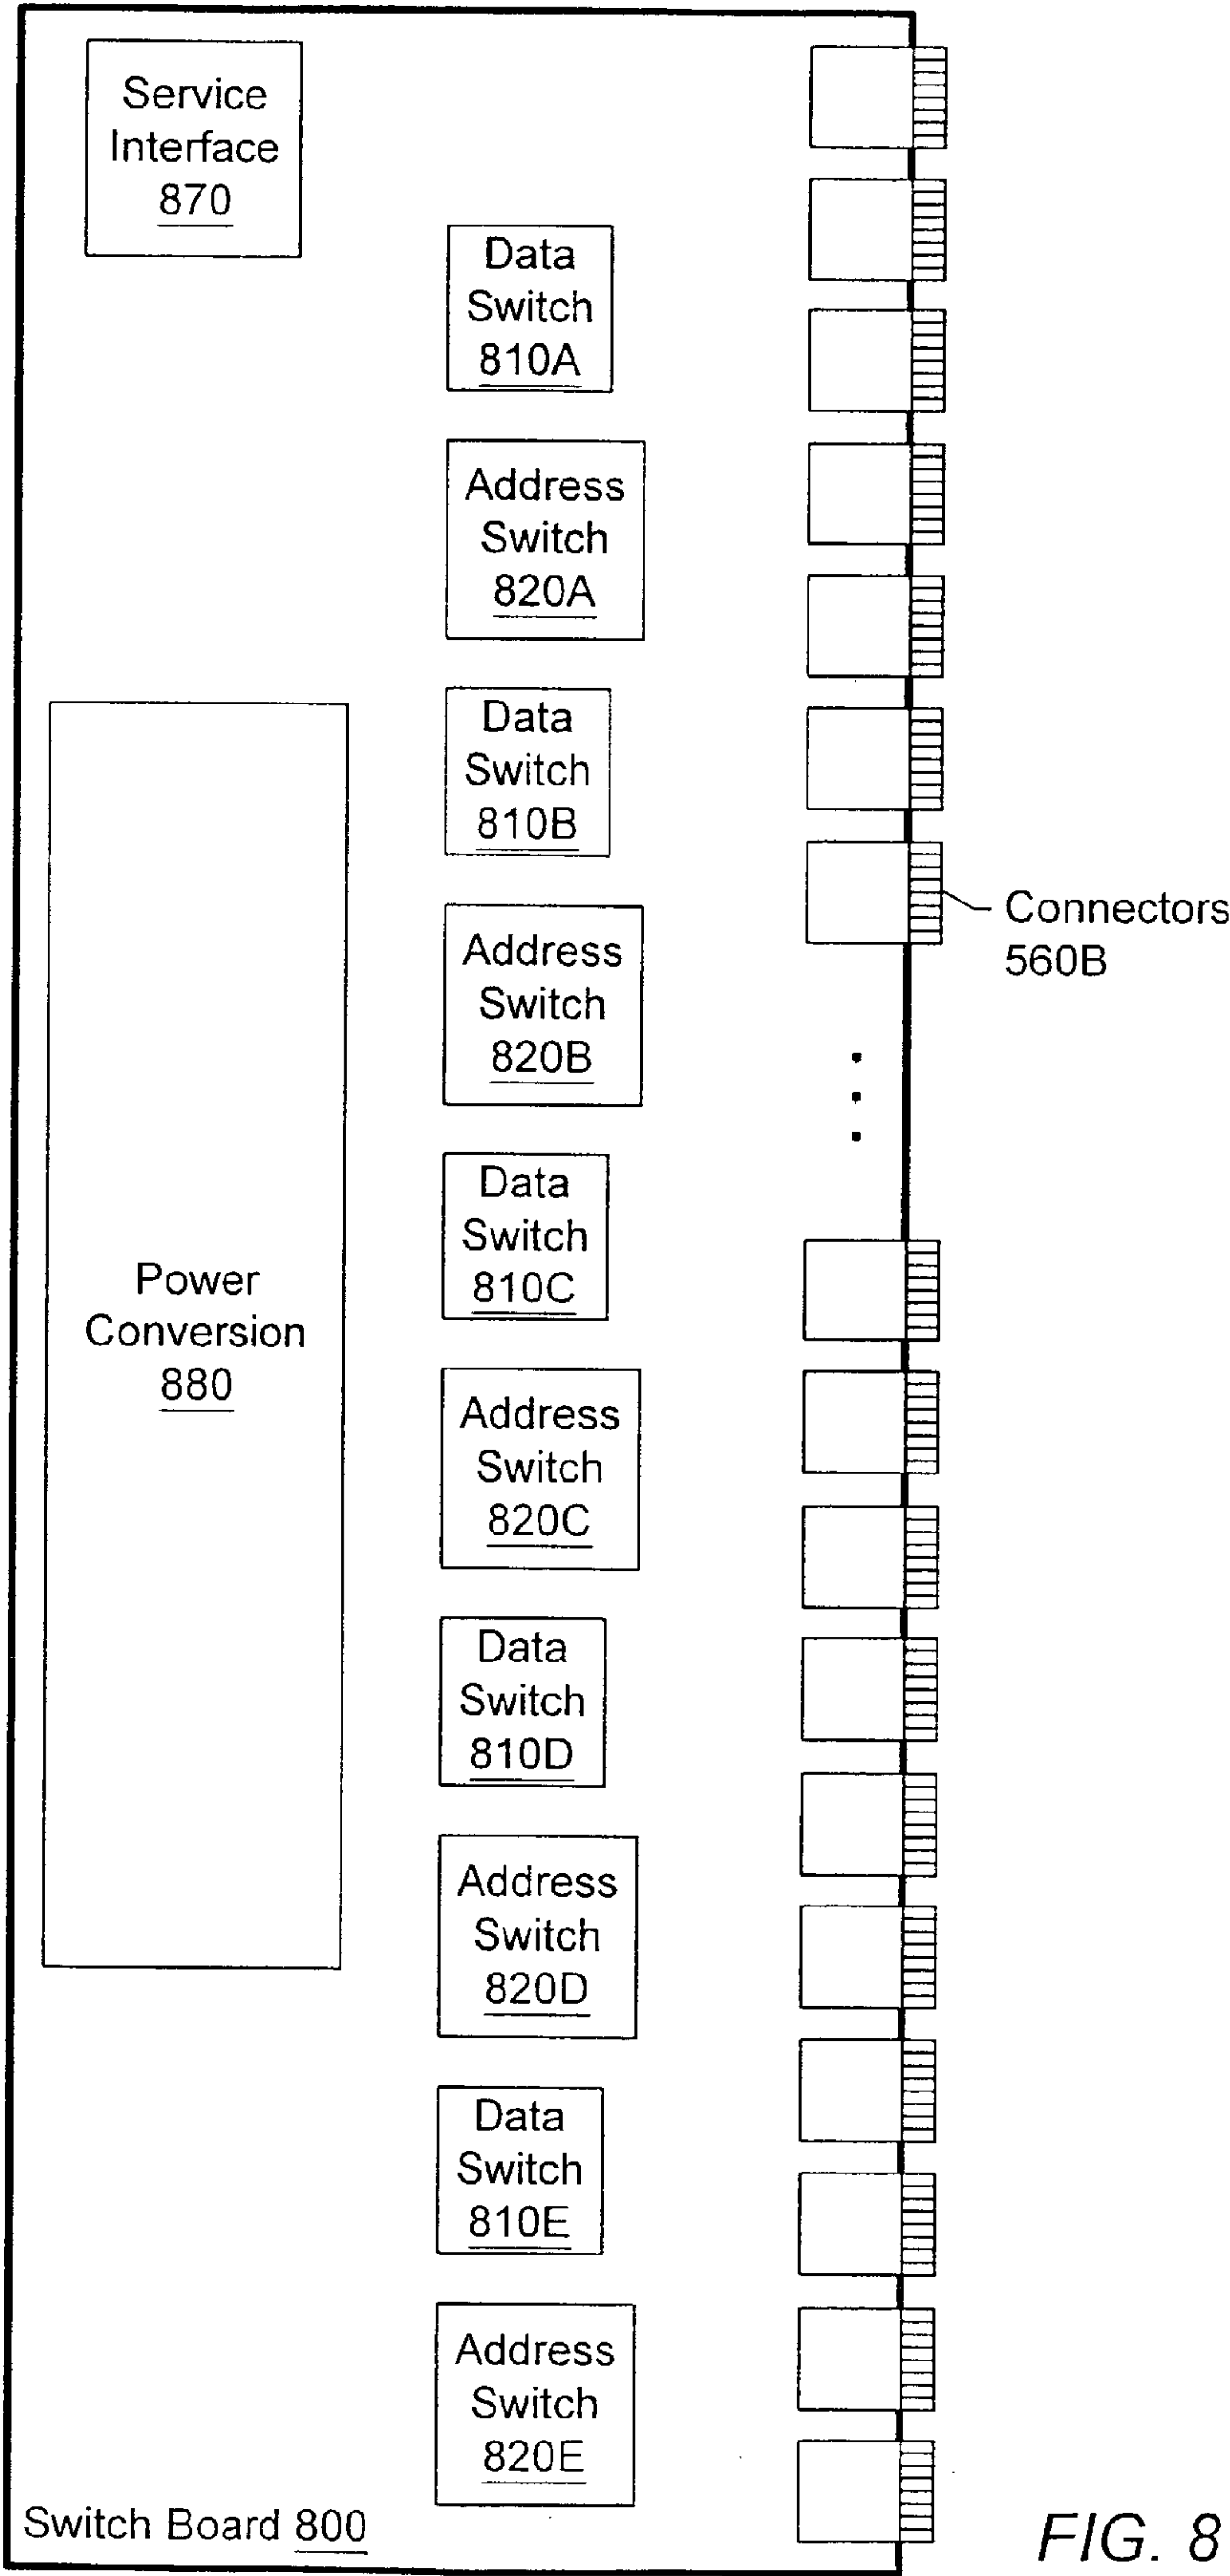 Service
Interface
870
Data
Switch
810A
Address
Switch
820A
Data
Switch
810B
Connectors
560B
Address
Switch
820B
Data
Switch
810C
Power
Conversion
880
Address
Switch
820C
Data
Switch
810D
Address
Switch
820D
Data
Switch
810E
Address
Switch
820E
Switch Board 800
FIG. 8